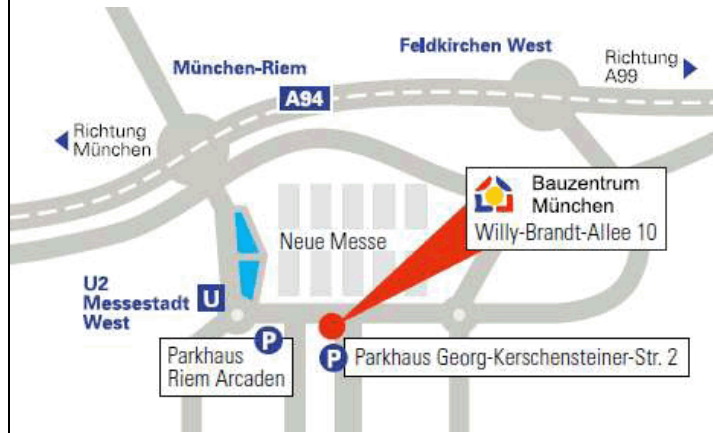 Feldkirchen West
München-Riem
Richtung
A99
A94
Richtung
München
Bauzentrum
München
Willy-Brandt-Allee 10
Neue Messe
U2
Messestadt
West
U
P
Parkhaus
Riem Arcaden
P
Parkhaus Georg-Kerschensteiner-Str. 2